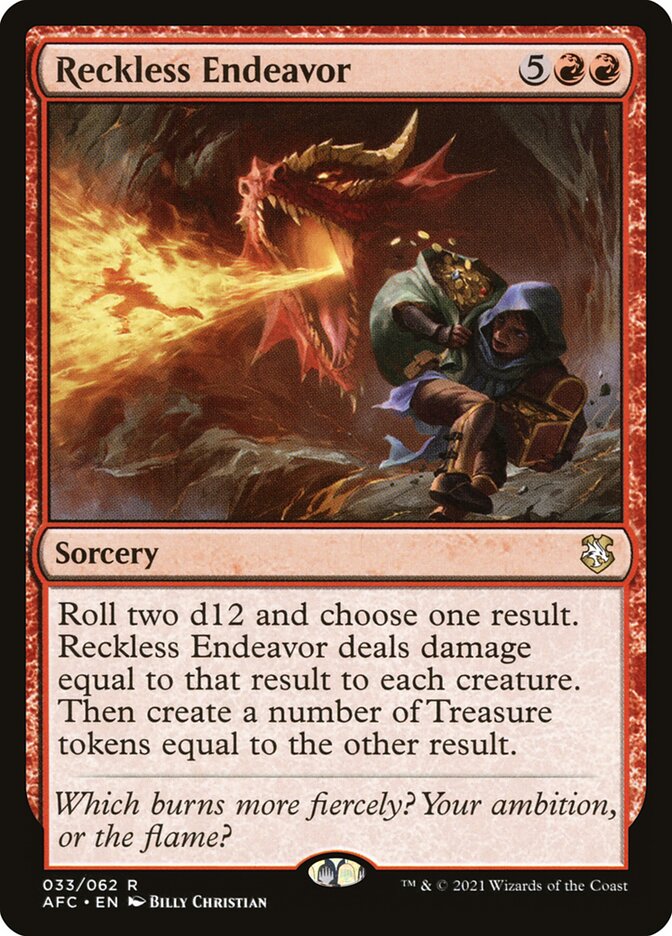 Reckless Endeavor 5
Sorcery
Roll two d12 and choose one result.
Reckless Endeavor deals damage
equal to that result to each creature.
Then create a number of Treasure
tokens equal to the other result.
Which burns more fiercely? Your ambition,
or the flame?
033/062 R
™ & © 2021 Wizards of the Coast
AFC • EN Billy Christian